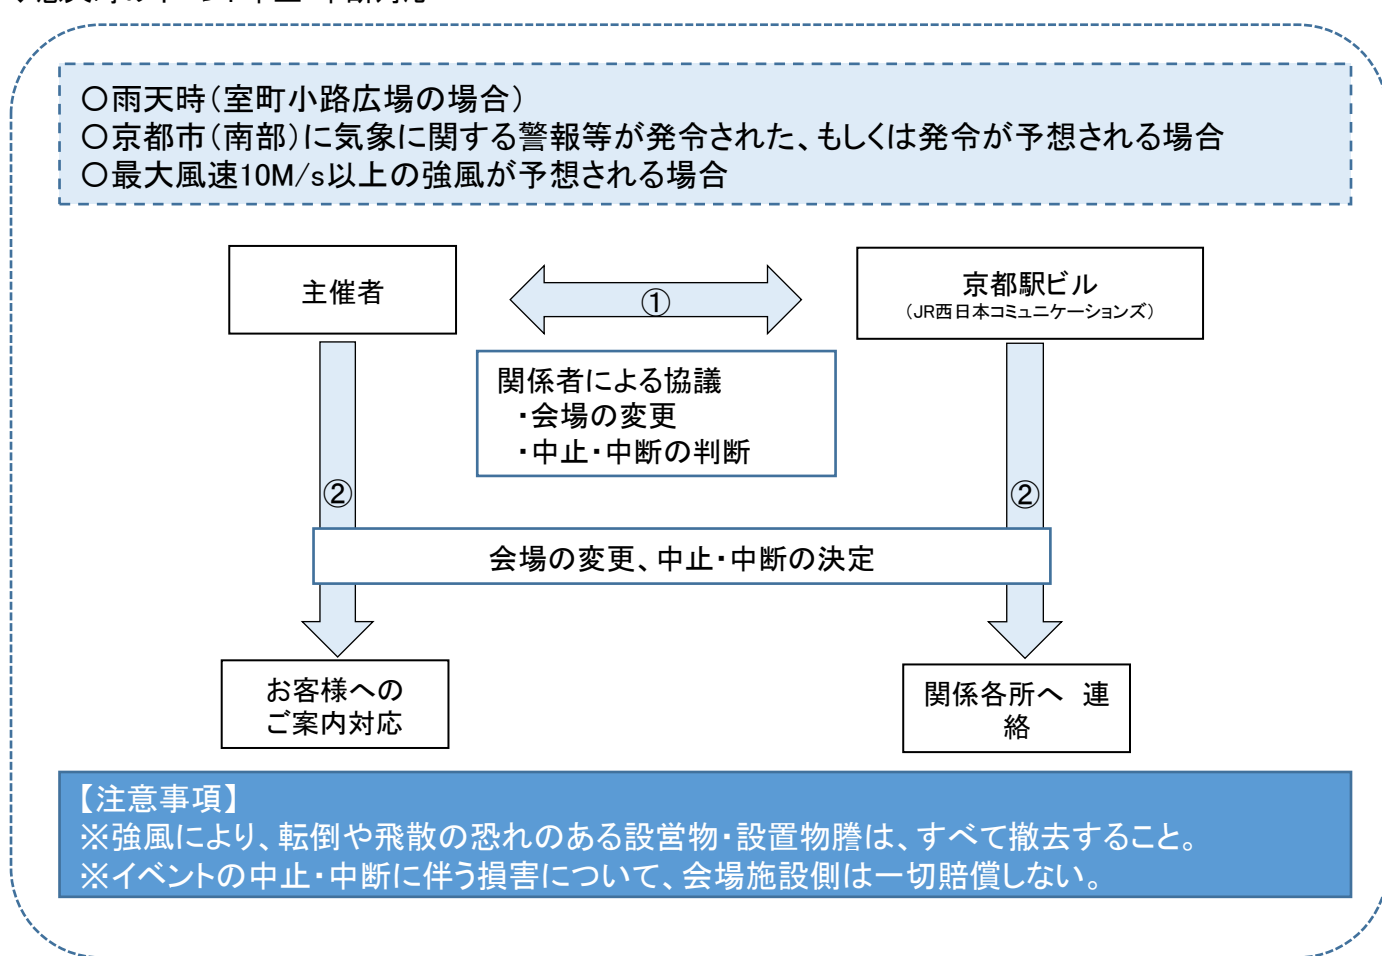 ○雨天時（室町小路広場の場合）
○京都市（南部）に気象に関する警報等が発令された、もしくは発令が予想される場合
○最大風速10M/s以上の強風が予想される場合
主催者
①
京都駅ビル
（JR西日本コミュニケーションズ）
関係者による協議
・会場の変更
・中止・中断の判断
②
②
会場の変更、中止・中断の決定
お客様への
ご案内対応
関係各所へ 連
絡
【注意事項】
※強風により、転倒や飛散の恐れのある設営物・設置物謄は、すべて撤去すること。
※イベントの中止・中断に伴う損害について、会場施設側は一切賠償しない。